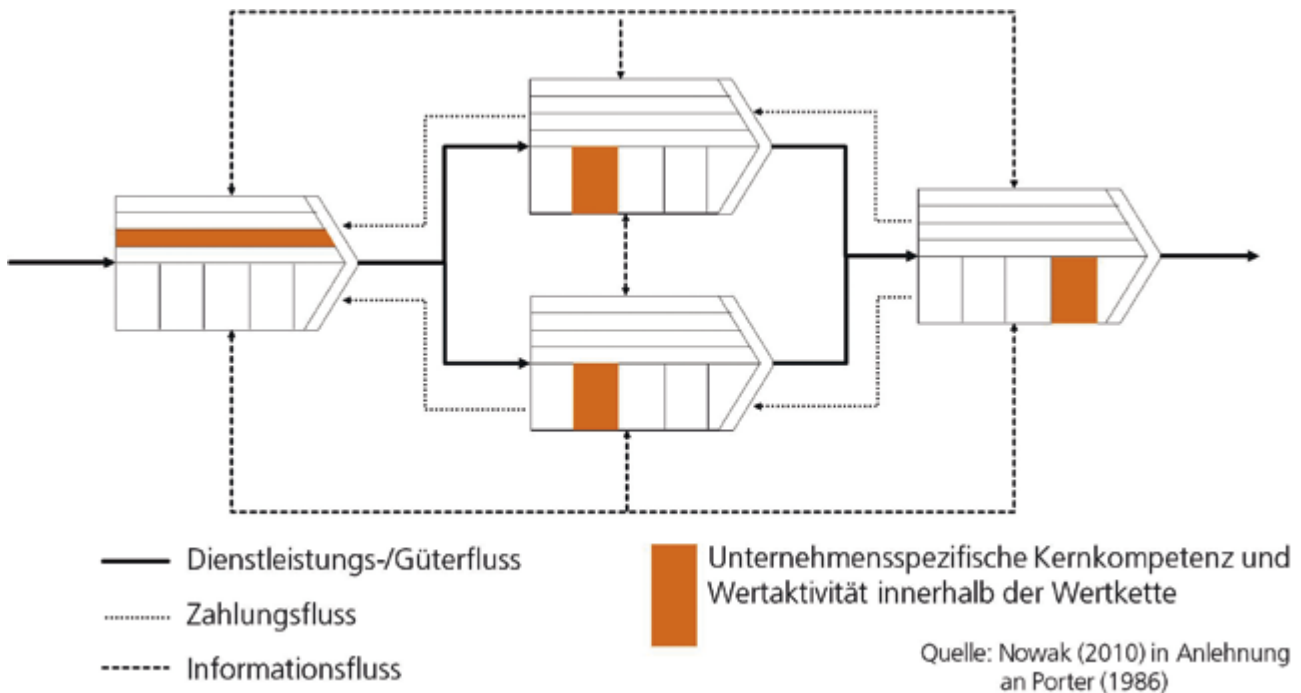 Dienstleistungs-/Güterfluss
Zahlungsfluss
Informationsfluss
Unternehmensspezifische Kernkompetenz und
Wertaktivität innerhalb der Wertkette
Quelle: Nowak (2010) in Anlehnung
an Porter (1986)